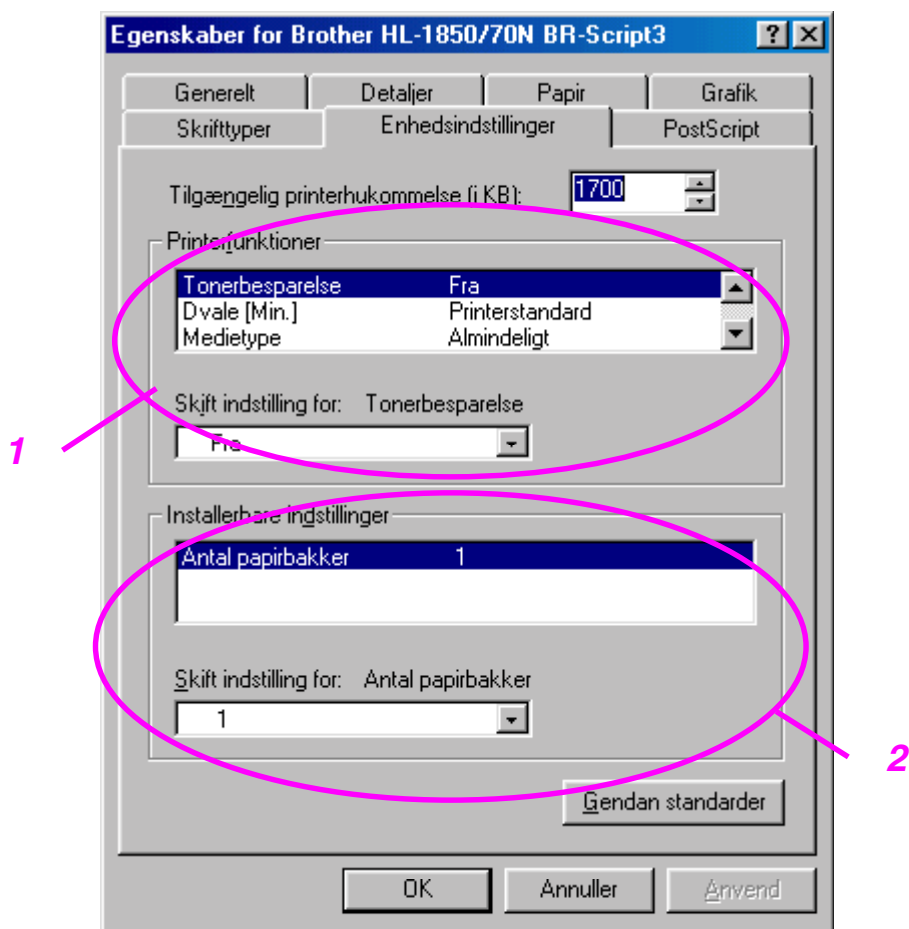 Egenskaber for Brother HL-1850/70N BR-Script3
Generelt Detaljer Papir Grafik
Skrifttyper Enhedsindstillinger PostScript
Tilgængelig printerhukommelse (i KB): 1700
Printerfunktioner
Tonerbesparelse Fra
Dvale [Min.] Printerstandard
Medietype Almindeligt
Skift indstilling for: Tonerbesparelse
Fra
1
Installerbare indstillinger
Antal papirbakker 1
Skift indstilling for: Antal papirbakker
1
2
Gendan standarder
OK Annuller Anvend